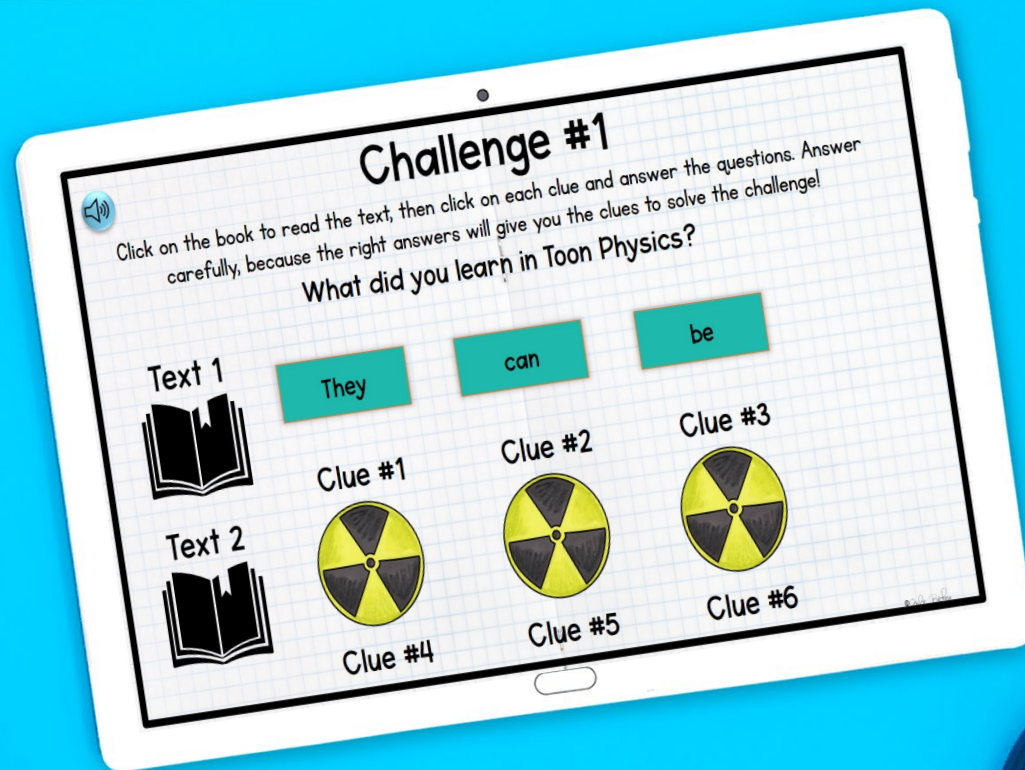 Challenge #1
Click on the book to read the text, then click on each clue and answer the questions. Answer
carefully, because the right answers will give you the clues to solve the challenge!
What did you learn in Toon Physics?
They can be
Text 1
Clue #1 Clue #2 Clue #3
Text 2
Clue #4 Clue #5 Clue #6